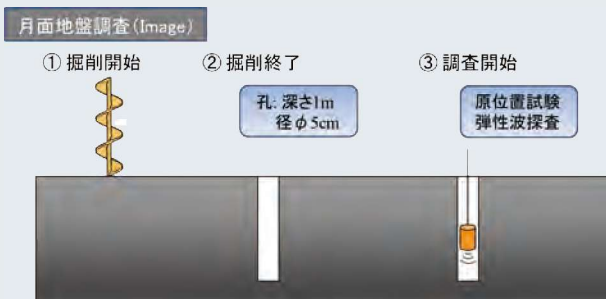 月面地盤調査(Image)
① 掘削開始
② 掘削終了
③ 調査開始
孔: 深さ1m
径φ5cm
原位置試験
弾性波探査